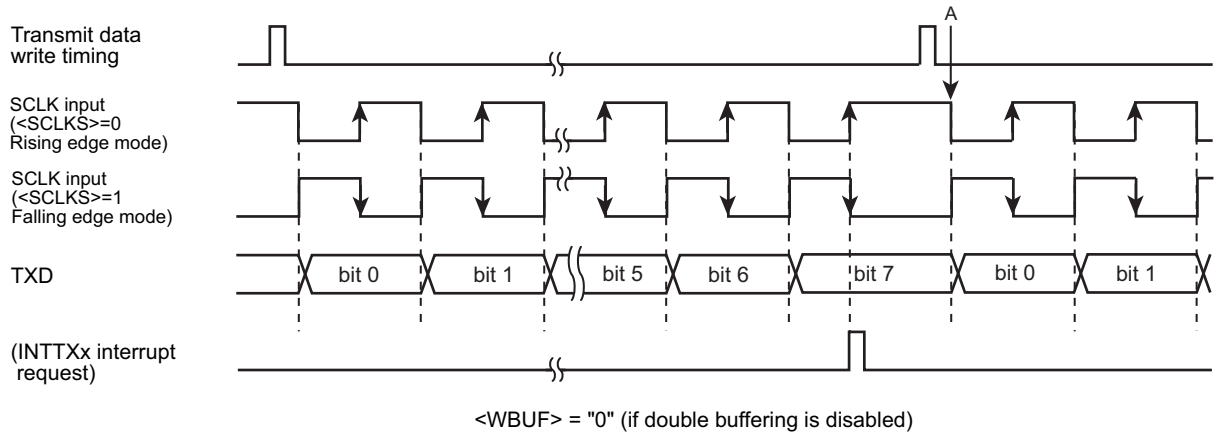 A
Transmit data
write timing
SCLK input
(<SCLKS>=0
Rising edge mode)
SCLK input
(<SCLKS>=1
Falling edge mode)
TXD
bit 0
bit 1
bit 5
bit 6
bit 7
bit 0
bit 1
(INTTXx interrupt
request)
<WBUF> = "0" (if double buffering is disabled)